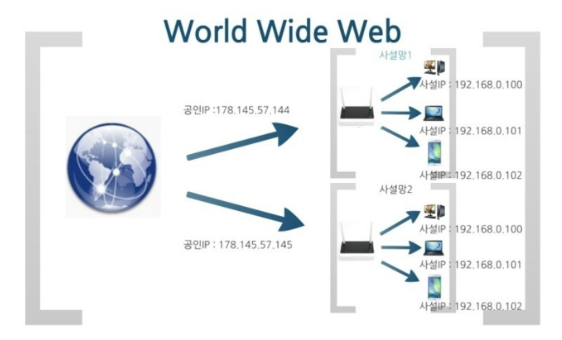 World Wide Web
사설망1
공인IP :178.145.57.144
사설IP : 192.168.0.100
사설IP : 192.168.0.101
사설IP : 192.168.0.102
사설망2
공인IP : 178.145.57.145
사설IP : 192.168.0.100
사설IP : 192.168.0.101
사설IP : 192.168.0.102